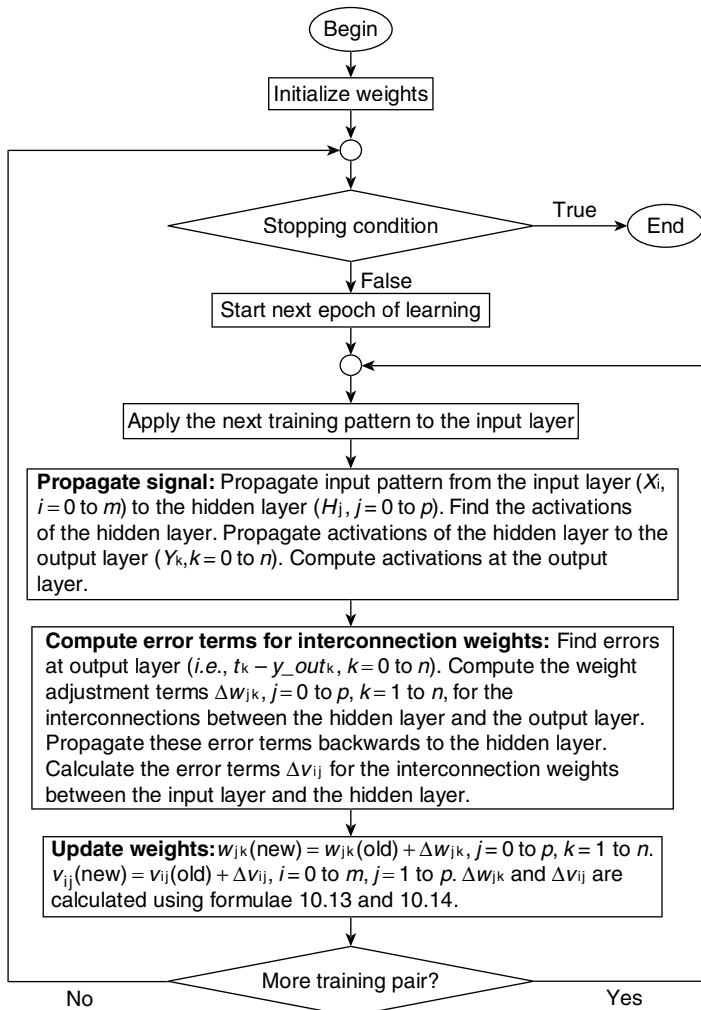 Begin
Initialize weights
Stopping condition
True
End
False
Start next epoch of learning
Apply the next training pattern to the input layer
Propagate signal: Propagate input pattern from the input layer (Xi,
i = 0 to m) to the hidden layer (Hj, j = 0 to p). Find the activations
of the hidden layer. Propagate activations of the hidden layer to the
output layer (Yk,k = 0 to n). Compute activations at the output
layer.
Compute error terms for interconnection weights: Find errors
at output layer (i.e., tk – y_outk, k = 0 to n). Compute the weight
adjustment terms Δwjk, j = 0 to p, k = 1 to n, for the
interconnections between the hidden layer and the output layer.
Propagate these error terms backwards to the hidden layer.
Calculate the error terms Δvij for the interconnection weights
between the input layer and the hidden layer.
Update weights:wjk(new) = wjk(old) + Δwjk, j = 0 to p, k = 1 to n.
vij(new) = vij(old) + Δvij, i = 0 to m, j = 1 to p. Δwjk and Δvij are
calculated using formulae 10.13 and 10.14.
More training pair?
No
Yes